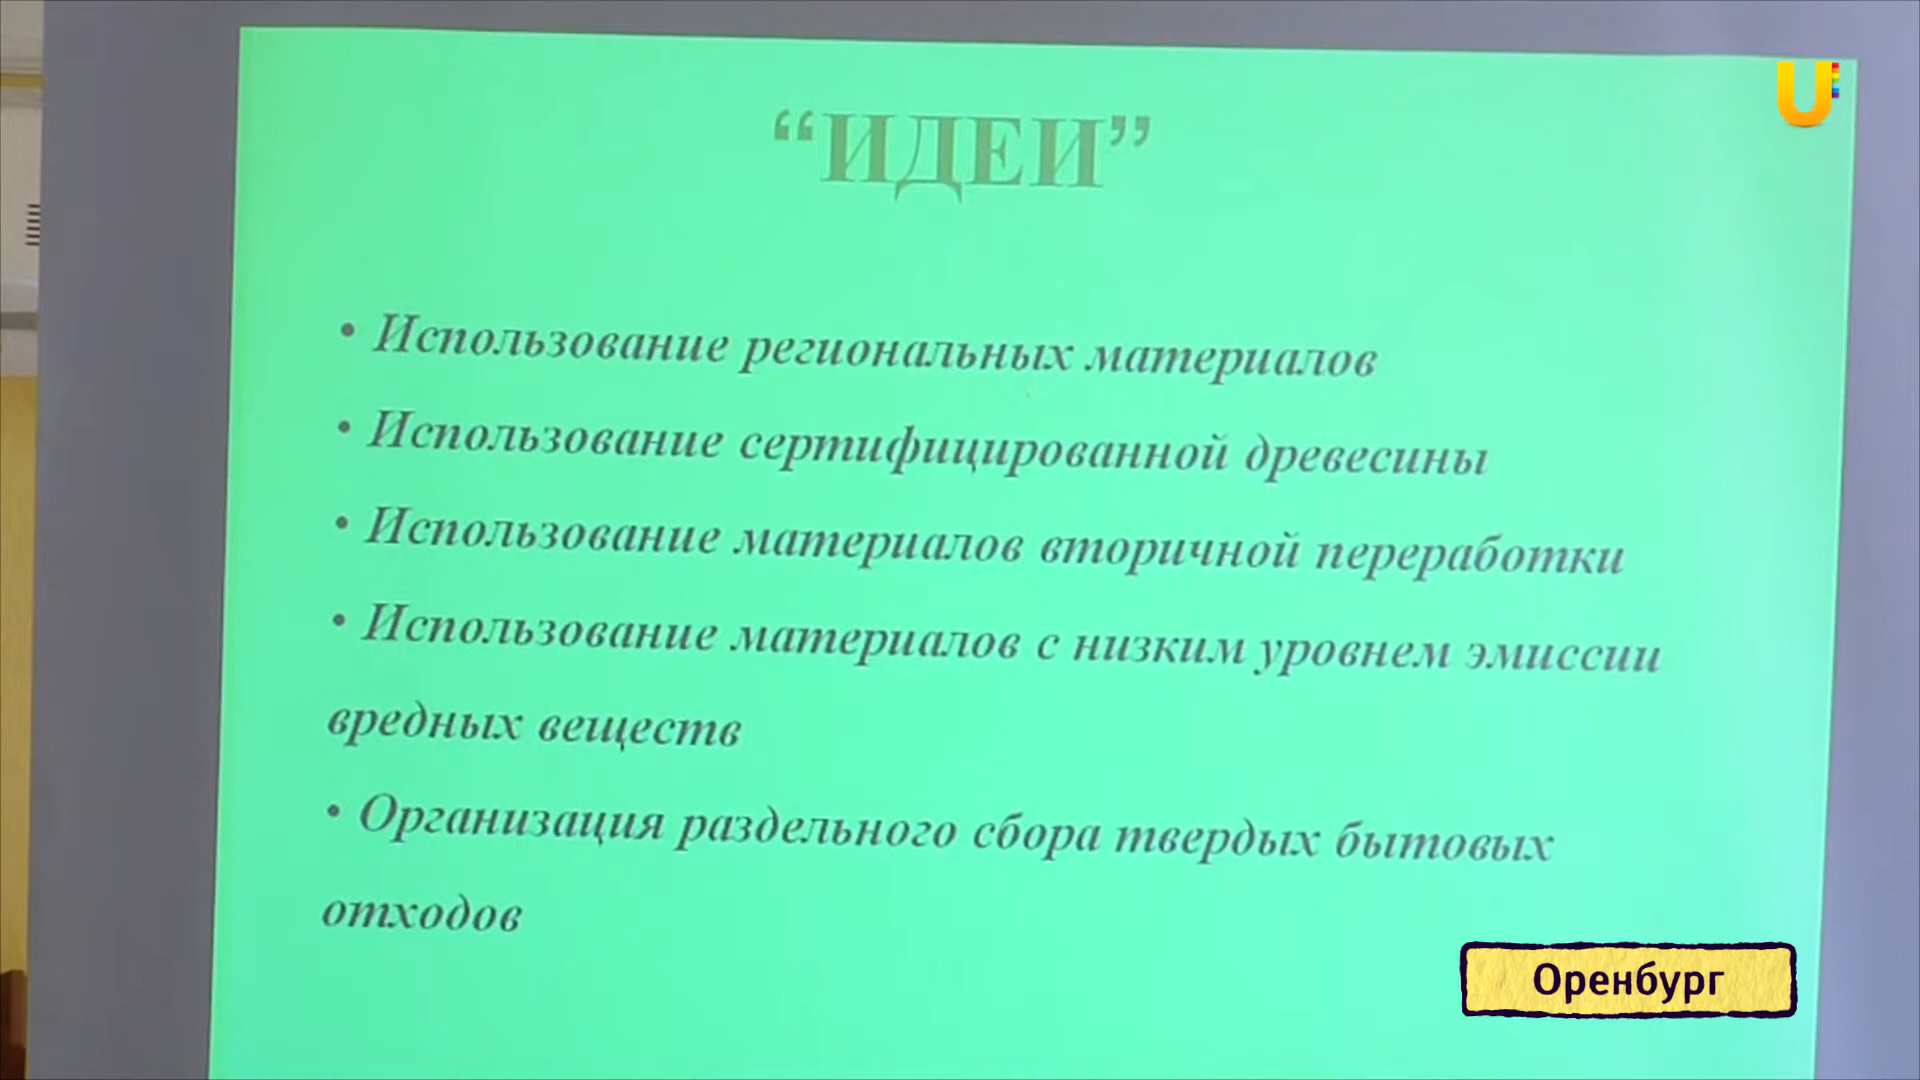 “ИДЕИ”
• Использование региональных материалов
• Использование сертифицированной древесины
• Использование материалов вторичной переработки
• Использование материалов с низким уровнем эмиссии
вредных веществ
• Организация раздельного сбора твердых бытовых
отходов
Оренбург
U